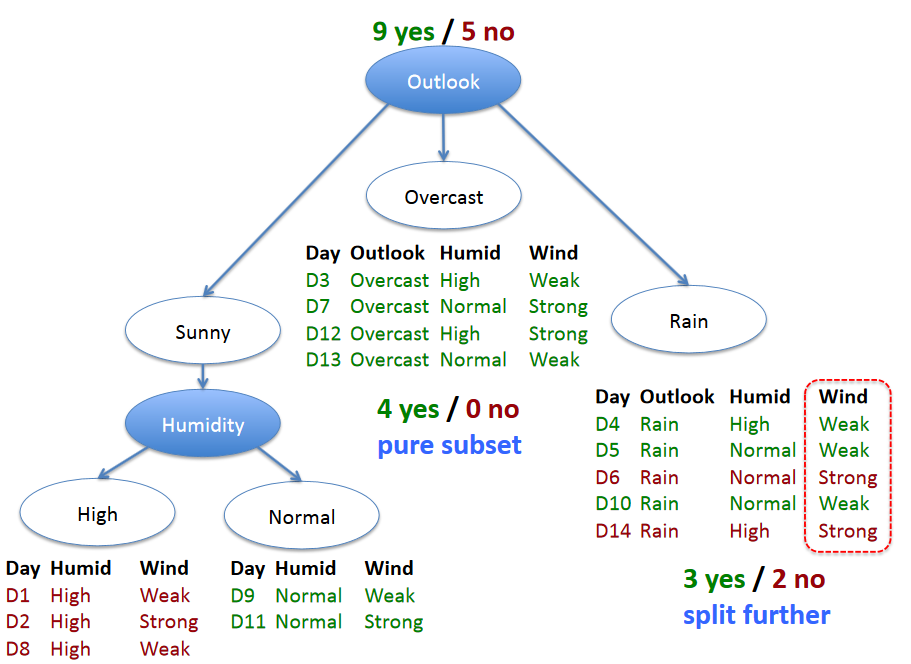 9 yes / 5 no
Outlook
Overcast
Day Outlook Humid Wind
D3 Overcast High Weak
D7 Overcast Normal Strong
D12 Overcast High Strong
D13 Overcast Normal Weak
4 yes / 0 no
pure subset
Sunny
Humidity
High
Day Humid Wind
D1 High Weak
D2 High Strong
D8 High Weak
Normal
Day Humid Wind
D9 Normal Weak
D11 Normal Strong
Rain
Day Outlook Humid Wind
D4 Rain High Weak
D5 Rain Normal Weak
D6 Rain Normal Strong
D10 Rain Normal Weak
D14 Rain High Strong
3 yes / 2 no
split further